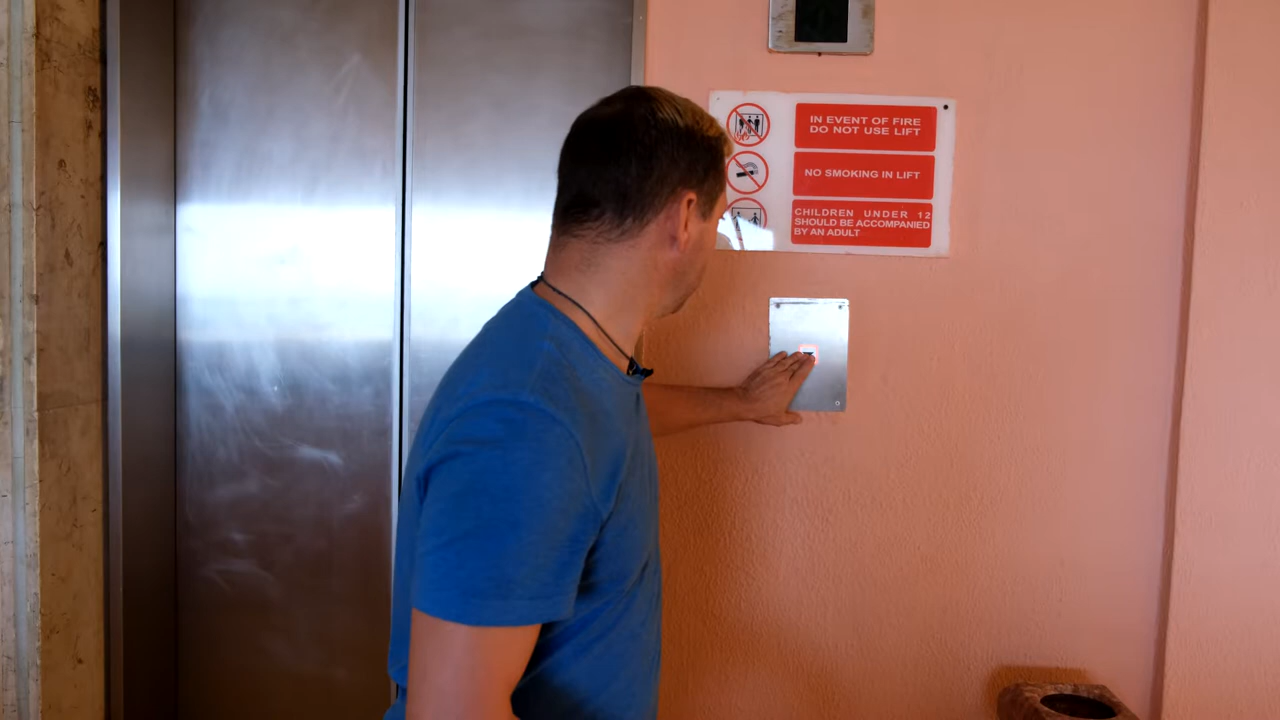 IN EVENT OF FIRE
DO NOT USE LIFT
NO SMOKING IN LIFT
CHILDREN UNDER 12
SHOULD BE ACCOMPANIED
BY AN ADULT